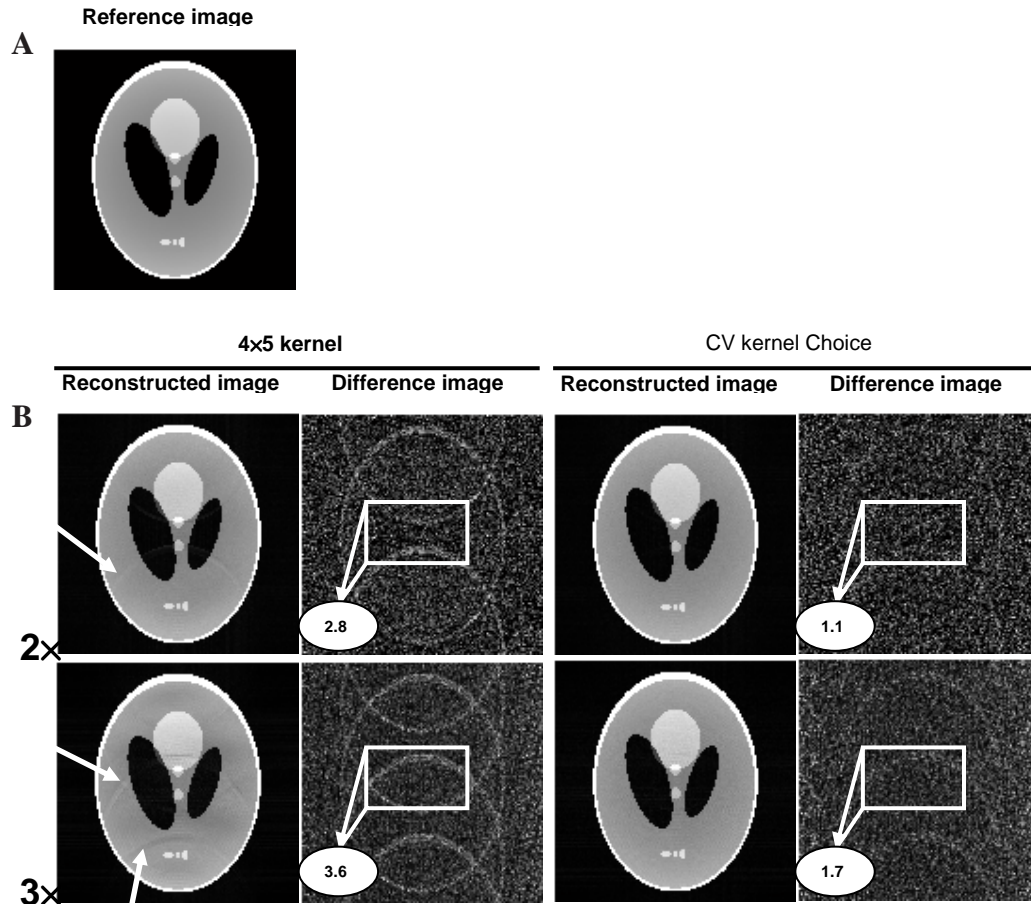 Reference image
A
4×5 kernel CV kernel Choice
Reconstructed image Difference image Reconstructed image Difference image
B
2.8 1.1
2×
3.6 1.7
3×